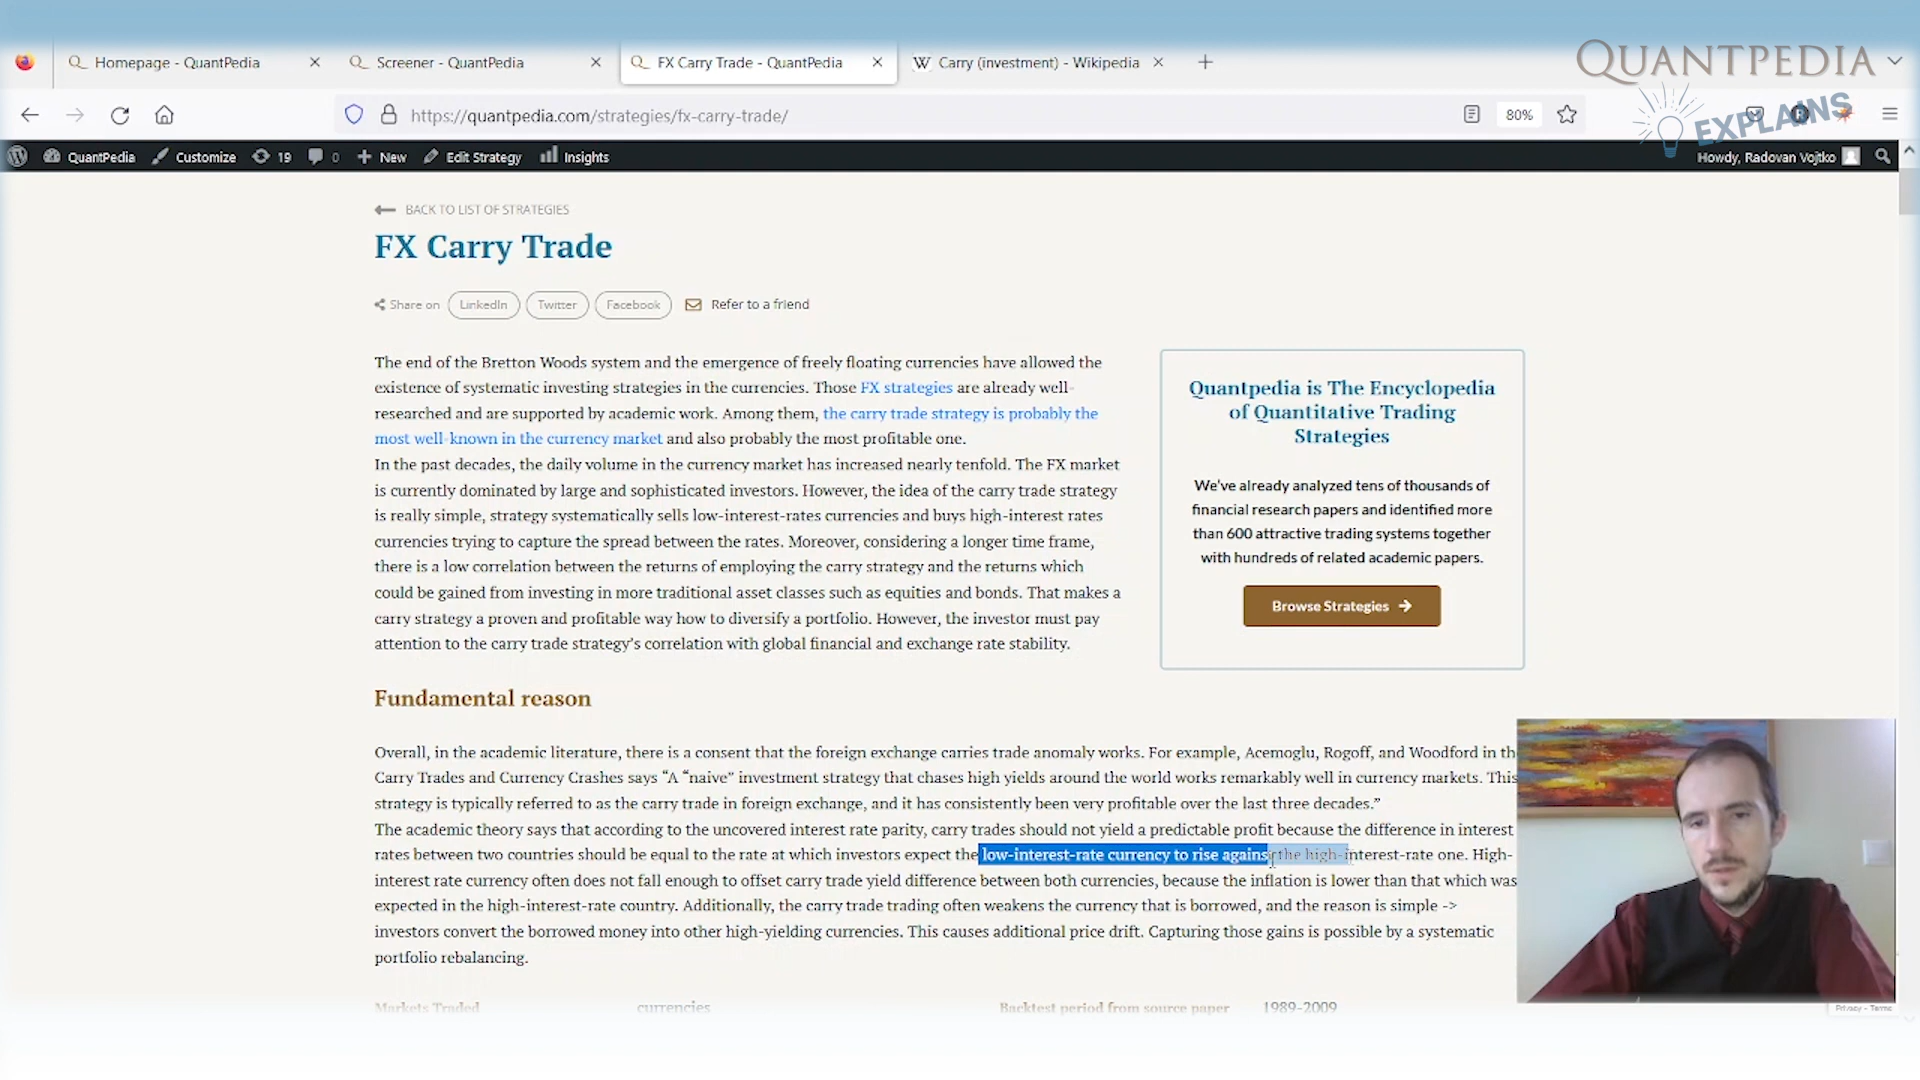 Homepage - QuantPedia
Screener - QuantPedia
FX Carry Trade - QuantPedia
W Carry (investment) - Wikipedia
QUANTPEDIA
EXPLAINS
https://quantpedia.com/strategies/fx-carry-trade/
80%
QuantPedia
Customize
19
0
New
Edit Strategy
Insights
Howdy, Radovan Vojtko
BACK TO LIST OF STRATEGIES
FX Carry Trade
Share on
LinkedIn
Twitter
Facebook
Refer to a friend
The end of the Bretton Woods system and the emergence of freely floating currencies have allowed the
existence of systematic investing strategies in the currencies. Those FX strategies are already well-
researched and are supported by academic work. Among them, the carry trade strategy is probably the
most well-known in the currency market and also probably the most profitable one.
In the past decades, the daily volume in the currency market has increased nearly tenfold. The FX market
is currently dominated by large and sophisticated investors. However, the idea of the carry trade strategy
is really simple, strategy systematically sells low-interest-rates currencies and buys high-interest rates
currencies trying to capture the spread between the rates. Moreover, considering a longer time frame,
there is a low correlation between the returns of employing the carry strategy and the returns which
could be gained from investing in more traditional asset classes such as equities and bonds. That makes a
carry strategy a proven and profitable way how to diversify a portfolio. However, the investor must pay
attention to the carry trade strategy's correlation with global financial and exchange rate stability.
Quantpedia is The Encyclopedia
of Quantitative Trading
Strategies
We've already analyzed tens of thousands of
financial research papers and identified more
than 600 attractive trading systems together
with hundreds of related academic papers.
Browse Strategies →
Fundamental reason
Overall, in the academic literature, there is a consent that the foreign exchange carries trade anomaly works. For example, Acemoglu, Rogoff, and Woodford in the
Carry Trades and Currency Crashes says “A “naive” investment strategy that chases high yields around the world works remarkably well in currency markets. This
strategy is typically referred to as the carry trade in foreign exchange, and it has consistently been very profitable over the last three decades.”
The academic theory says that according to the uncovered interest rate parity, carry trades should not yield a predictable profit because the difference in interest
rates between two countries should be equal to the rate at which investors expect the low-interest-rate currency to rise against the high-interest-rate one. High-
interest rate currency often does not fall enough to offset carry trade yield difference between both currencies, because the inflation is lower than that which was
expected in the high-interest-rate country. Additionally, the carry trade trading often weakens the currency that is borrowed, and the reason is simple ->
investors convert the borrowed money into other high-yielding currencies. This causes additional price drift. Capturing those gains is possible by a systematic
portfolio rebalancing.
Markets Traded
currencies
Backtest period from source paper
1989-2009
Privacy - Terms